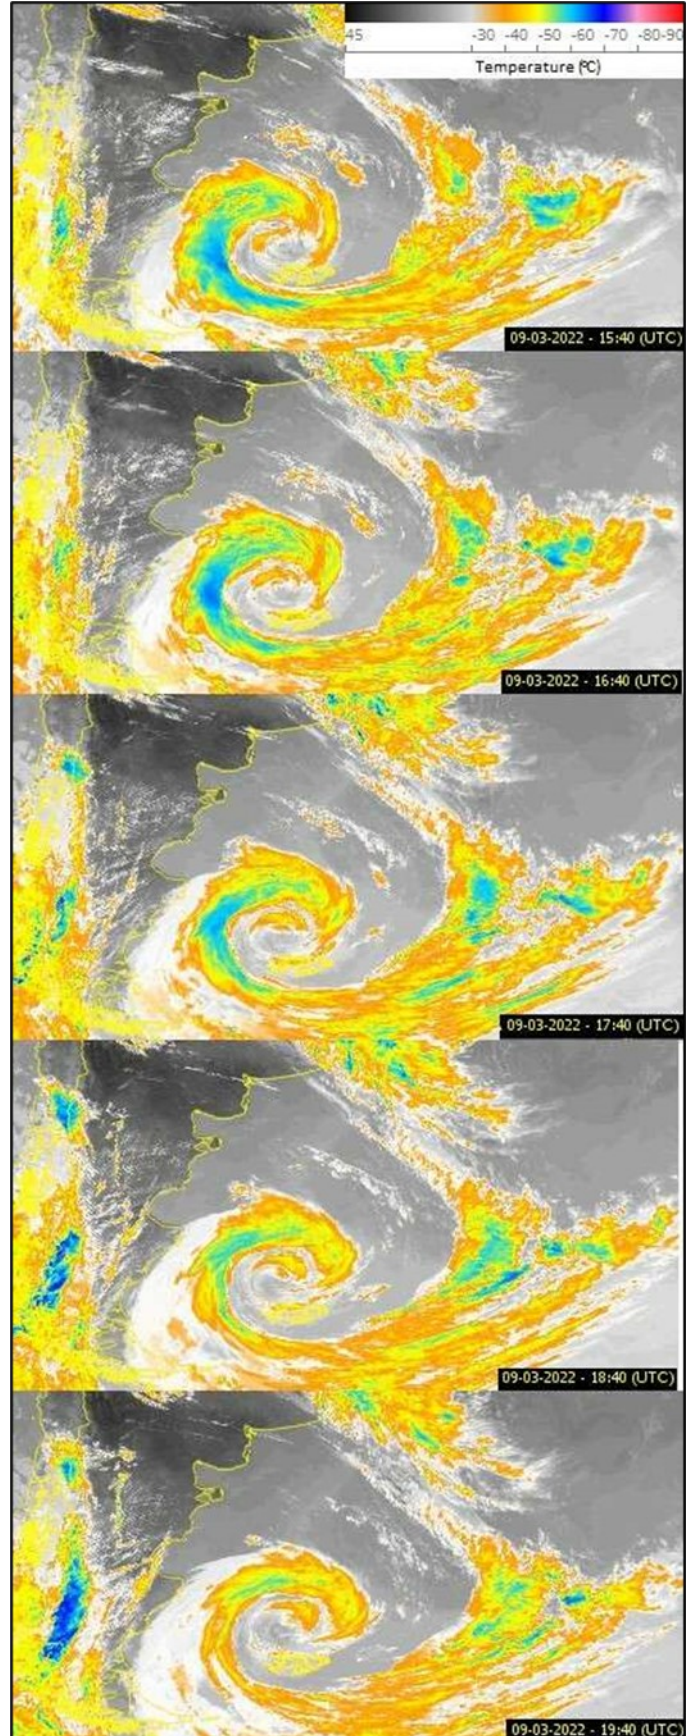 45 -30 -40 -50 -60 -70 -80-90
Temperature (ºC)
09-03-2022 - 15:40 (UTC)
09-03-2022 - 16:40 (UTC)
09-03-2022 - 17:40 (UTC)
09-03-2022 - 18:40 (UTC)
09-03-2022 - 19:40 (UTC)